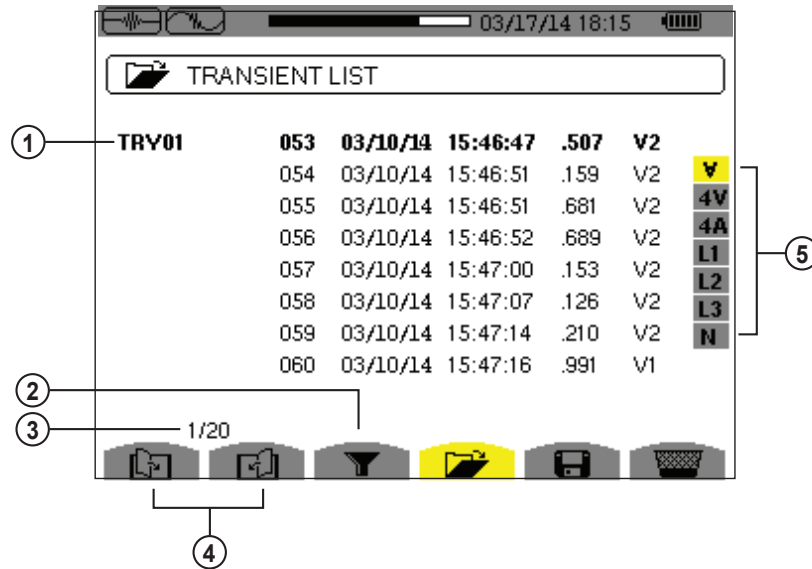 03/17/14 18:15
TRANSIENT LIST
1 TRY01 053 03/10/14 15:46:47 .507 V2
054 03/10/14 15:46:51 .159 V2
055 03/10/14 15:46:51 .681 V2
056 03/10/14 15:46:52 .689 V2
057 03/10/14 15:47:00 .153 V2
058 03/10/14 15:47:07 .126 V2
059 03/10/14 15:47:14 .210 V2
060 03/10/14 15:47:16 .991 V1
∀
4V
4A
L1
L2
L3
N
5
2
3 1/20
4